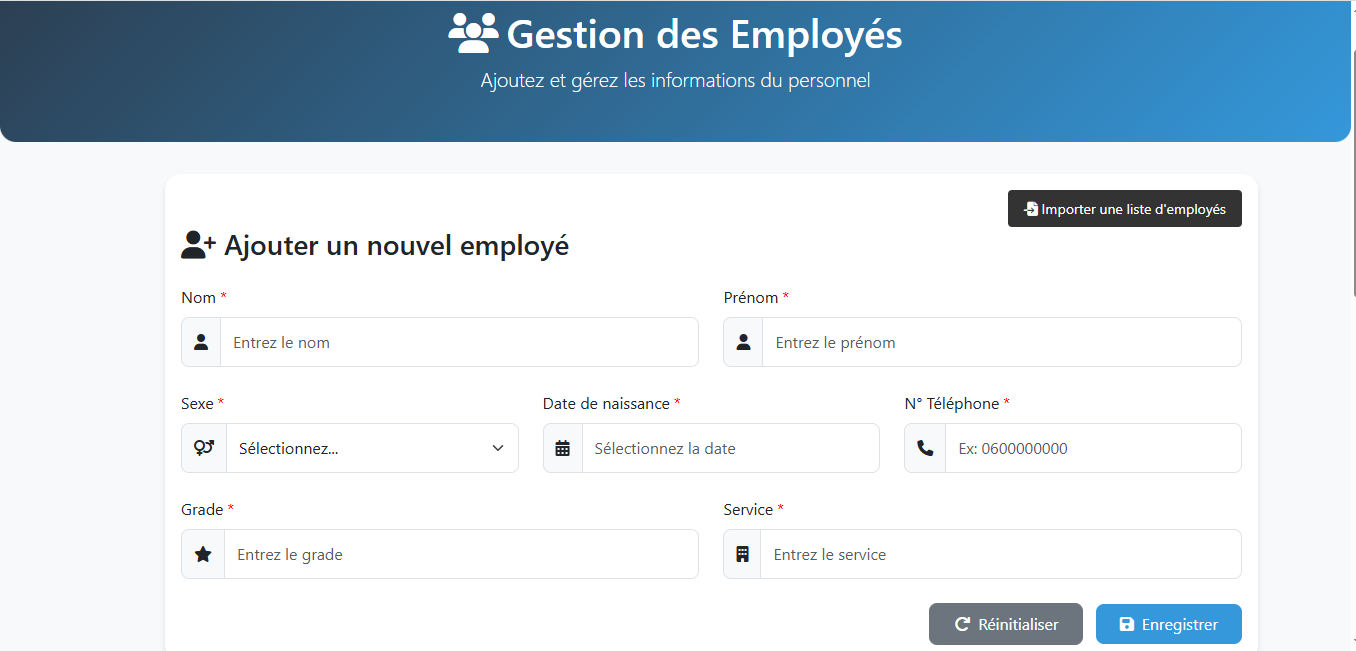 Gestion des Employés
Ajoutez et gérez les informations du personnel
Importer une liste d'employés
Ajouter un nouvel employé
Nom *
Prénom *
Entrez le nom
Entrez le prénom
Sexe *
Date de naissance *
N° Téléphone *
Sélectionnez...
Sélectionnez la date
Ex: 0600000000
Grade *
Service *
Entrez le grade
Entrez le service
Réinitialiser
Enregistrer